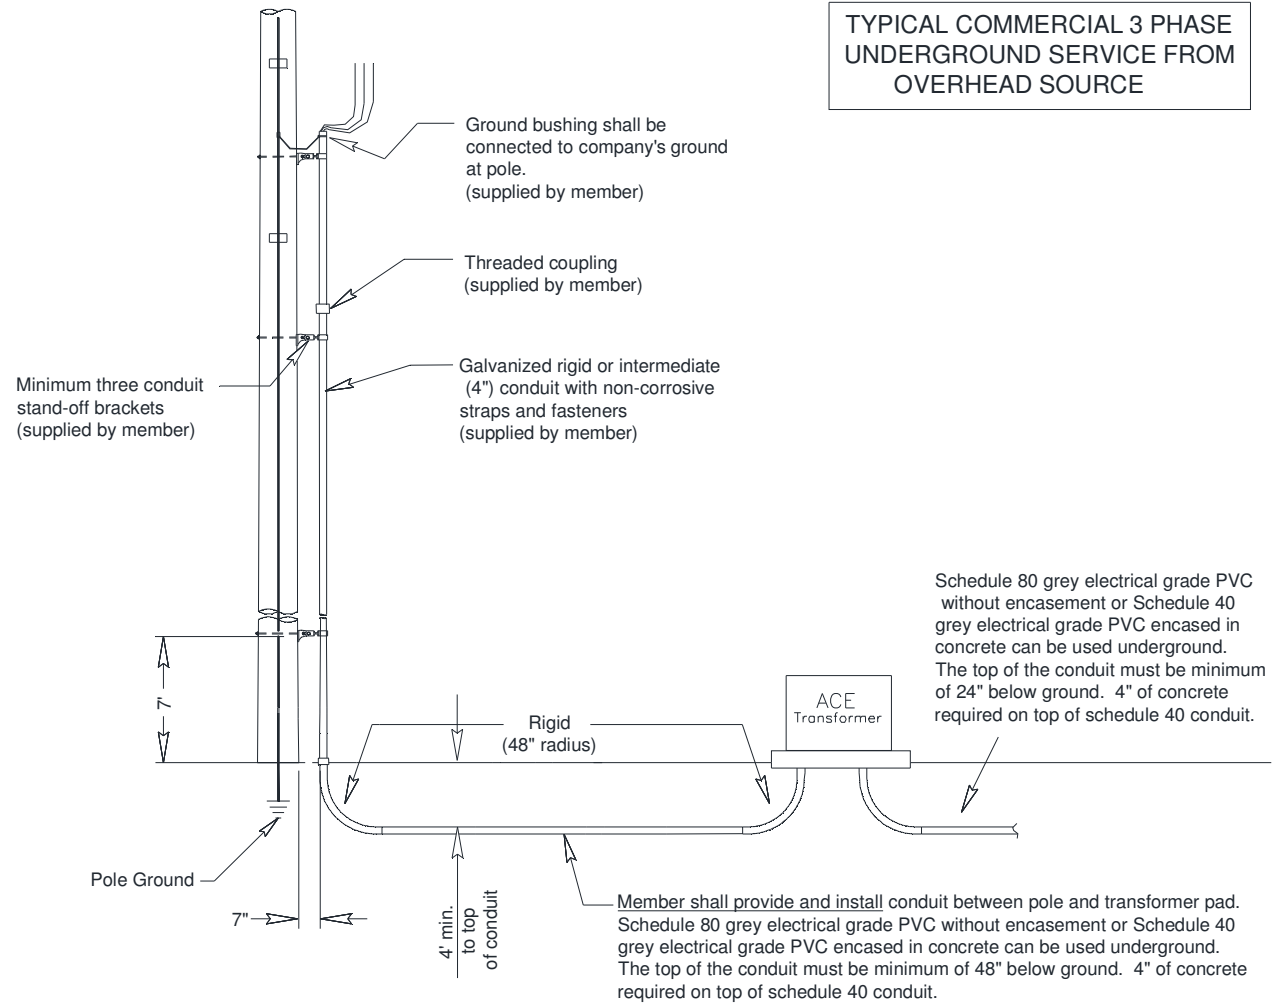 TYPICAL COMMERCIAL 3 PHASE
UNDERGROUND SERVICE FROM
OVERHEAD SOURCE
Ground bushing shall be
connected to company's ground
at pole.
(supplied by member)
Threaded coupling
(supplied by member)
Galvanized rigid or intermediate
(4") conduit with non-corrosive
straps and fasteners
(supplied by member)
Minimum three conduit
stand-off brackets
(supplied by member)
Schedule 80 grey electrical grade PVC
without encasement or Schedule 40
grey electrical grade PVC encased in
concrete can be used underground.
The top of the conduit must be minimum
of 24" below ground. 4" of concrete
required on top of schedule 40 conduit.
7'
Rigid
(48" radius)
ACE
Transformer
Pole Ground
7"
4' min.
to top
of conduit
Member shall provide and install conduit between pole and transformer pad.
Schedule 80 grey electrical grade PVC without encasement or Schedule 40
grey electrical grade PVC encased in concrete can be used underground.
The top of the conduit must be minimum of 48" below ground. 4" of concrete
required on top of schedule 40 conduit.